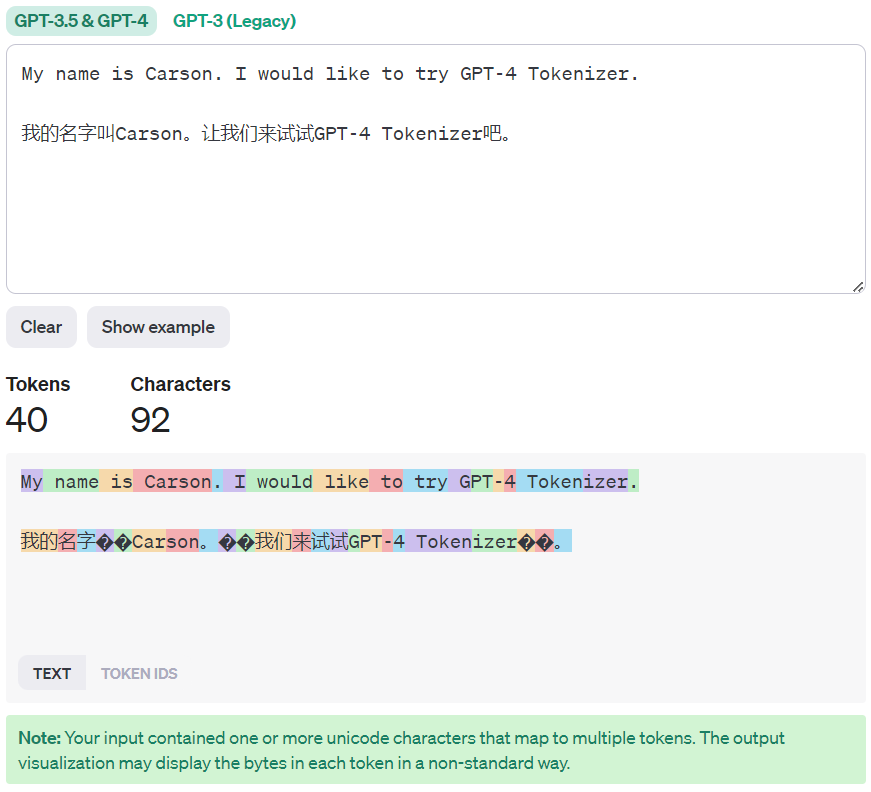 GPT-3.5 & GPT-4 GPT-3 (Legacy)
My name is Carson. I would like to try GPT-4 Tokenizer.
我的名字叫Carson。让我们来试试GPT-4 Tokenizer吧。
Clear Show example
Tokens Characters
40 92
My name is Carson. I would like to try GPT-4 Tokenizer.
我的名字��Carson。��我们来试试GPT-4 Tokenizer��。
TEXT TOKEN IDS
Note: Your input contained one or more unicode characters that map to multiple tokens. The output
visualization may display the bytes in each token in a non-standard way.